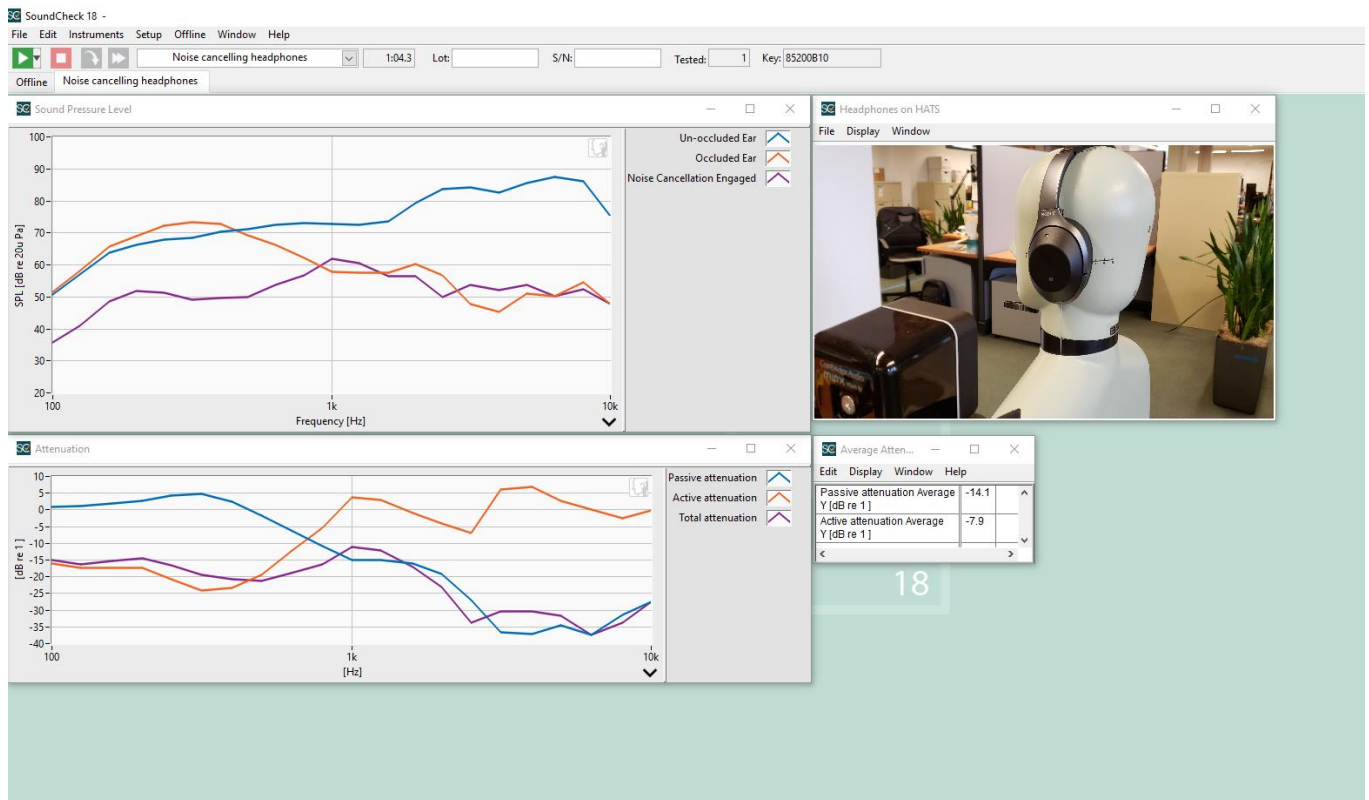 SoundCheck 18 -
File Edit Instruments Setup Offline Window Help
Noise cancelling headphones 1:04.3 Lot: S/N: Tested: 1 Key: 85200B10
Offline Noise cancelling headphones
Sound Pressure Level
100
90
80
70
60
50
40
30
20
SPL [dB re 20u Pa]
100 1k 10k
Frequency [Hz]
Un-occluded Ear
Occluded Ear
Noise Cancellation Engaged
Headphones on HATS
File Display Window
SONY
Cambridge Audio
minx
Attenuation
10
5
0
-5
-10
-15
-20
-25
-30
-35
-40
[dB re 1]
100 1k 10k
[Hz]
Passive attenuation
Active attenuation
Total attenuation
Average Atten...
Edit Display Window Help
Passive attenuation Average -14.1
Y [dB re 1 ]
Active attenuation Average -7.9
Y [dB re 1 ]
18